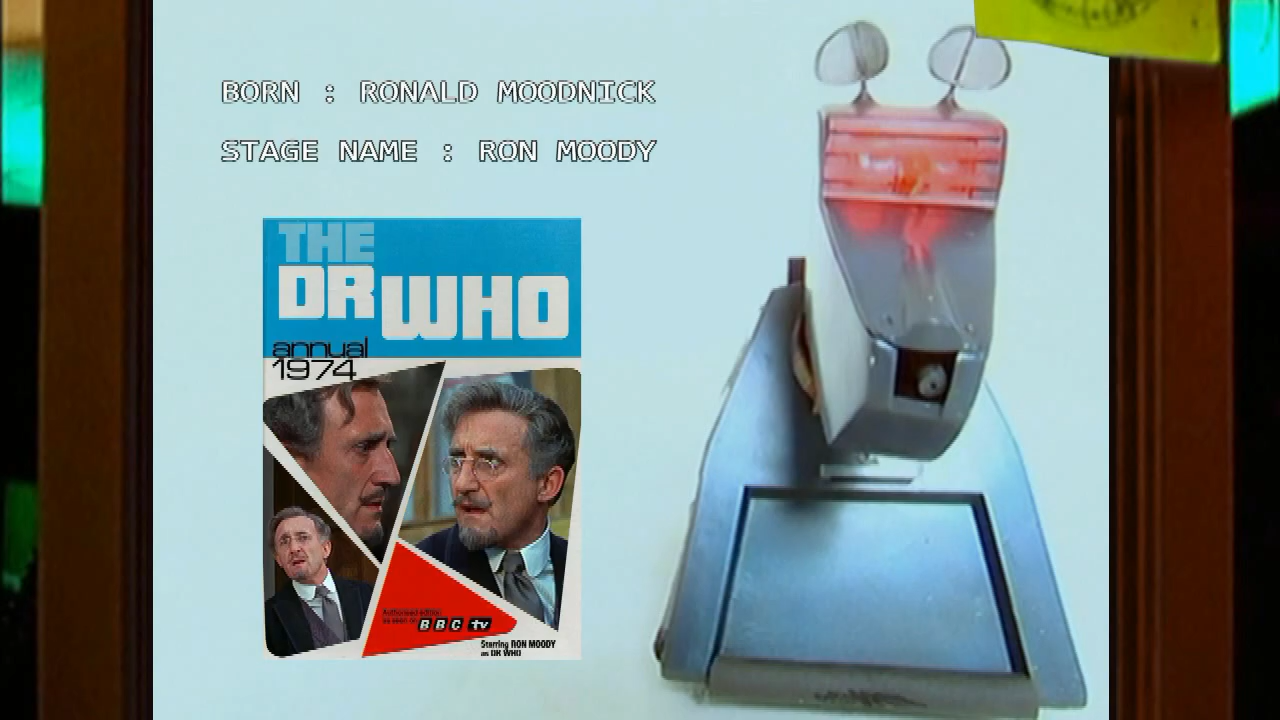 BORN : RONALD MOODNICK
STAGE NAME : RON MOODY
THE
DR WHO
annual
1974
Authorised edition
as seen on BBC tv
Starring RON MOODY
as DR WHO